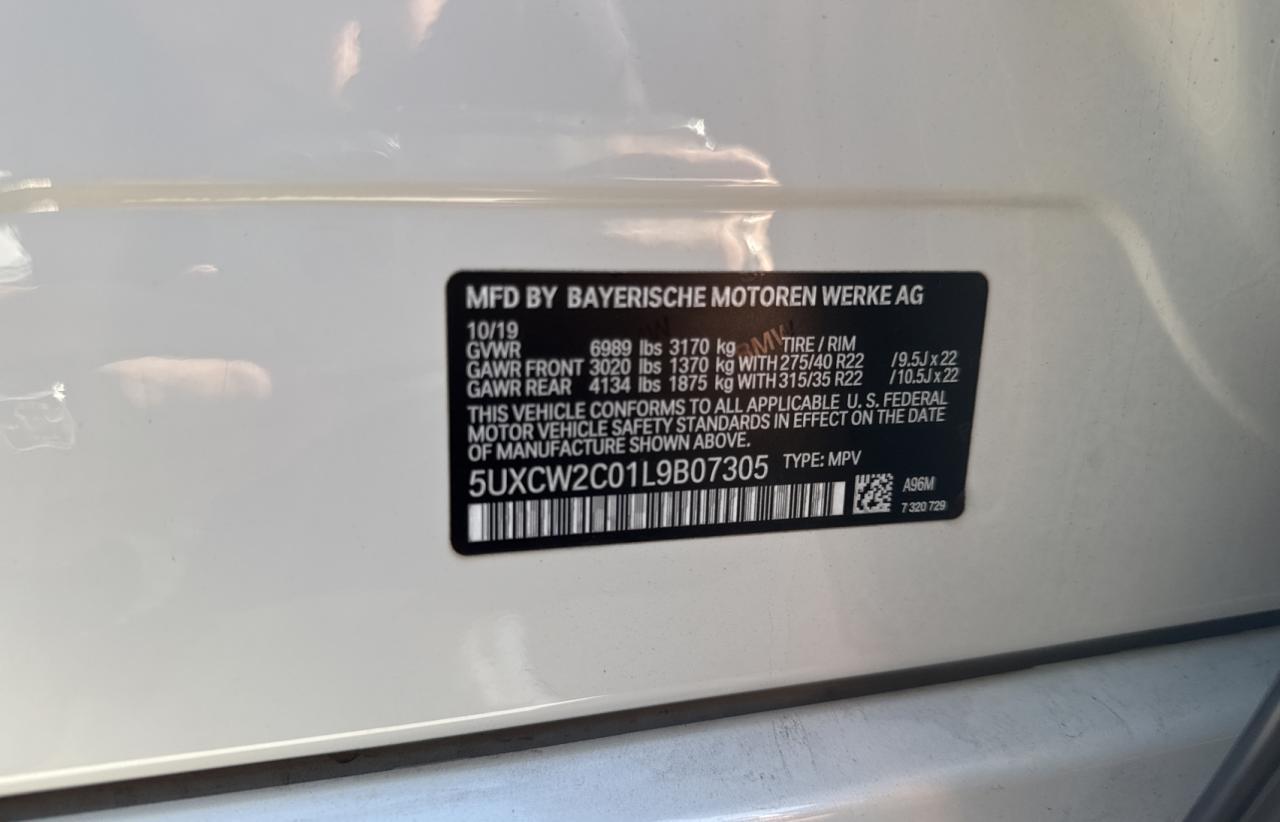 MFD BY BAYERISCHE MOTOREN WERKE AG
10/19
GVWR 6989 lbs 3170 kg TIRE / RIM
GAWR FRONT 3020 lbs 1370 kg WITH 275/40 R22 /9.5J x 22
GAWR REAR 4134 lbs 1875 kg WITH 315/35 R22 /10.5J x 22
THIS VEHICLE CONFORMS TO ALL APPLICABLE U. S. FEDERAL
MOTOR VEHICLE SAFETY STANDARDS IN EFFECT ON THE DATE
OF MANUFACTURE SHOWN ABOVE.
5UXCW2C01L9B07305 TYPE: MPV
A96M
7 320 729
BMW